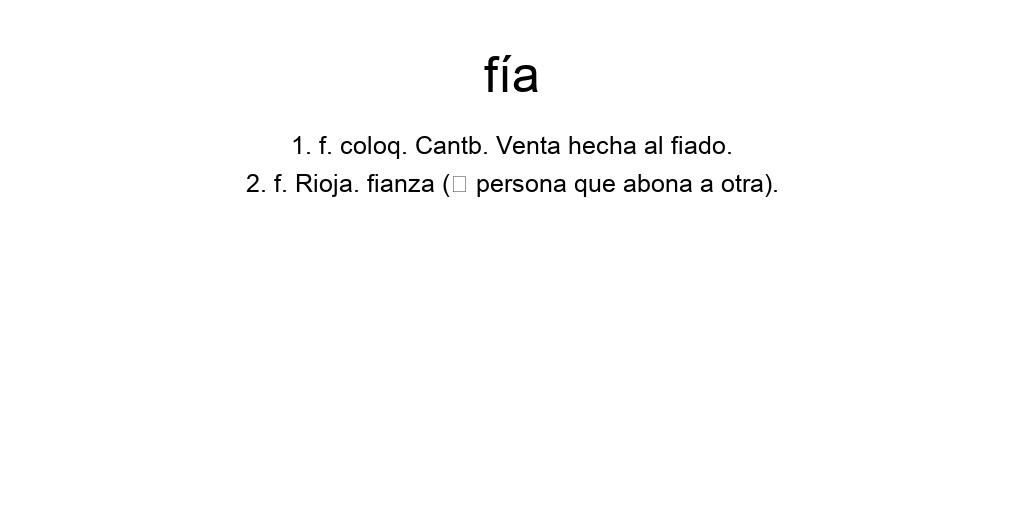 fía
1. f. coloq. Cantb. Venta hecha al fiado.
2. f. Rioja. fianza (□ persona que abona a otra).